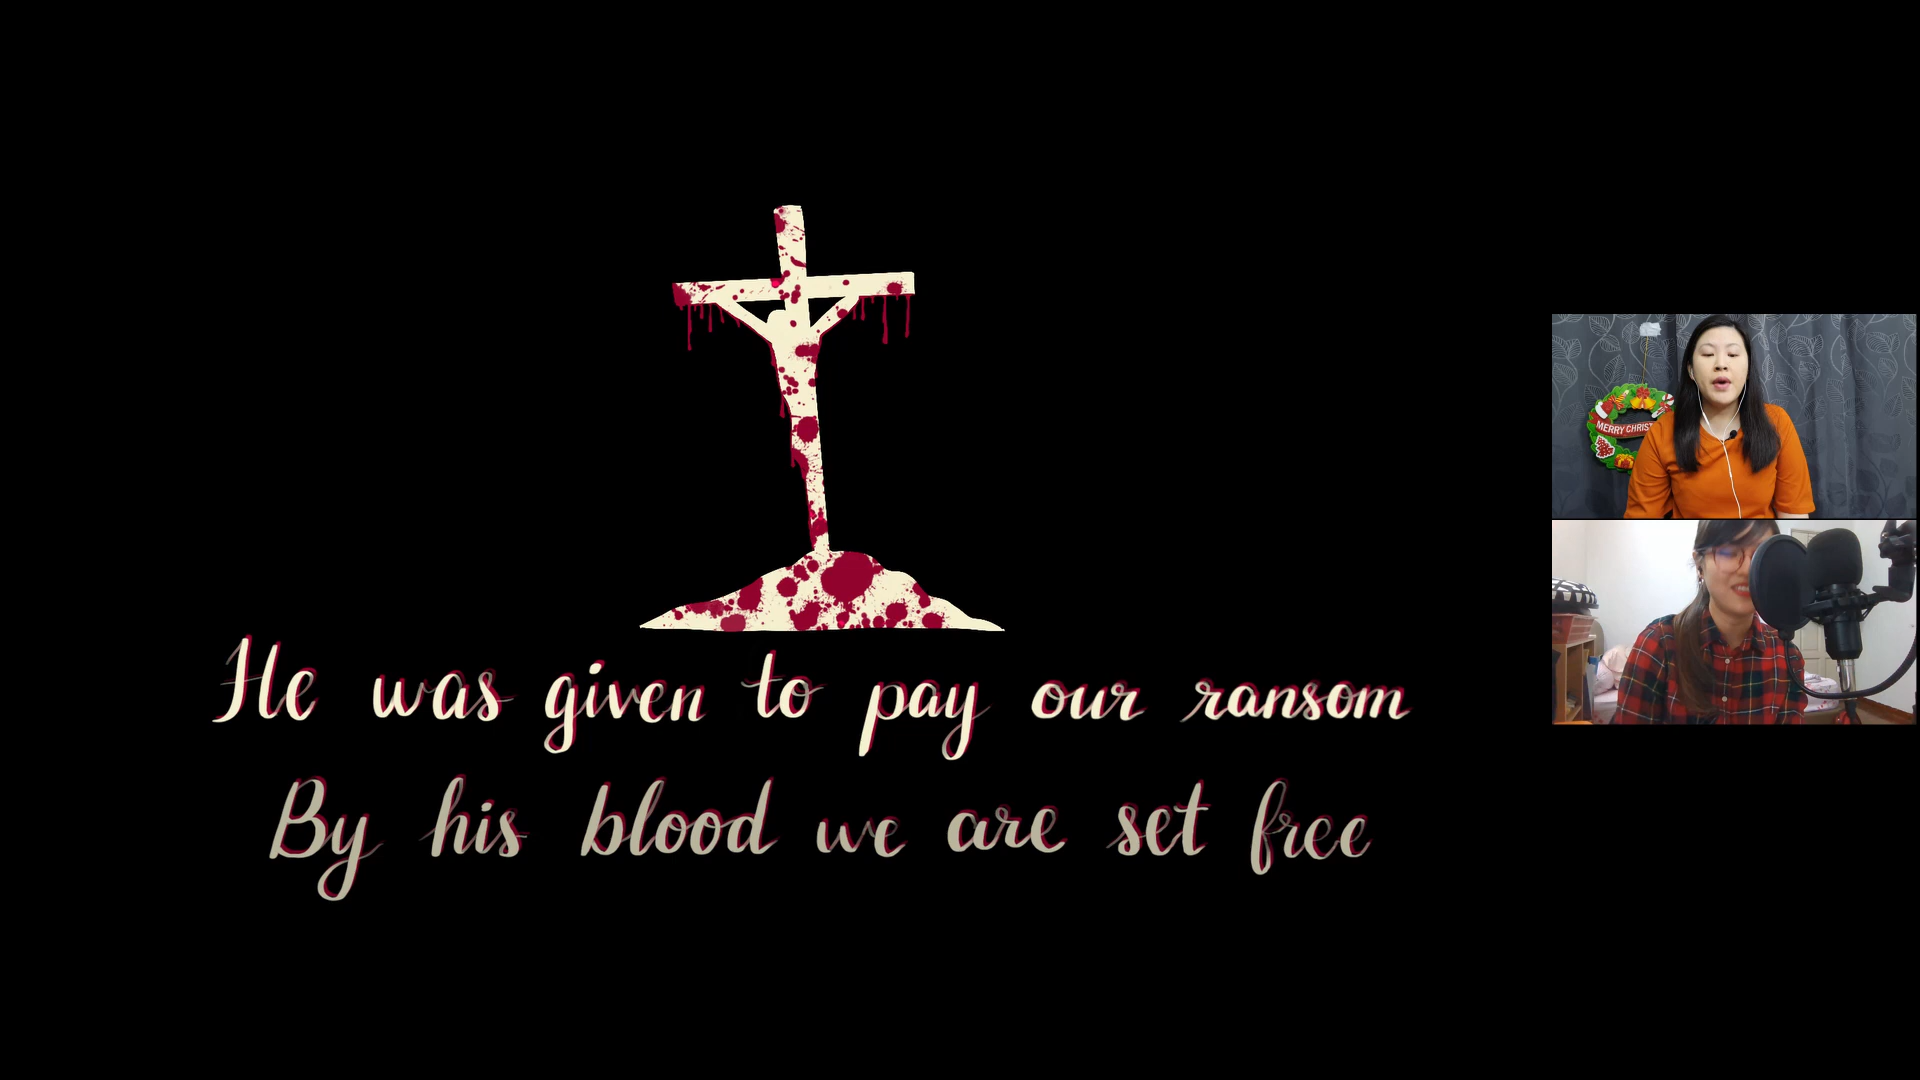 He was given to pay our ransom
By his blood we are set free
MERRY CHRIST